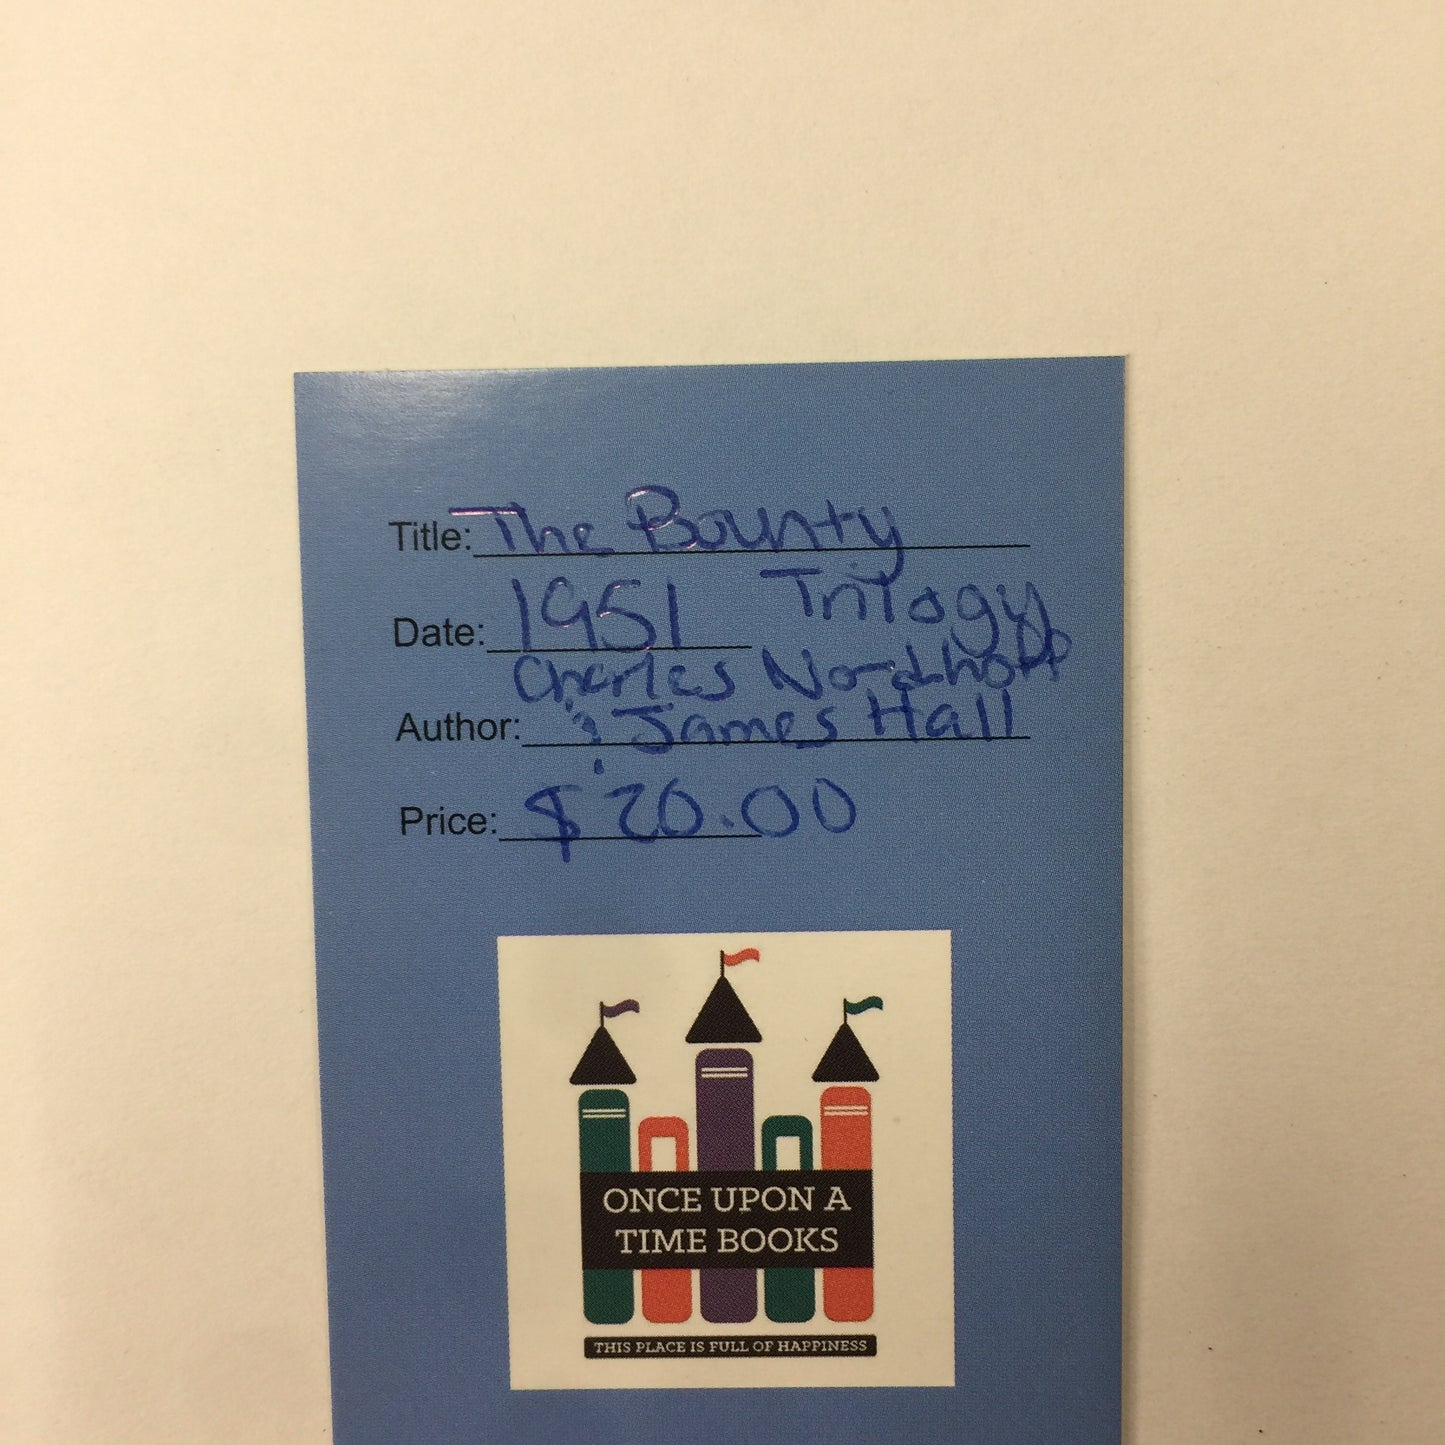 Title: The Bounty
Trilogy
Date: 1951
Charles Nordhoff
Author: & James Hall
Price: $20.00
ONCE UPON A
TIME BOOKS
THIS PLACE IS FULL OF HAPPINESS